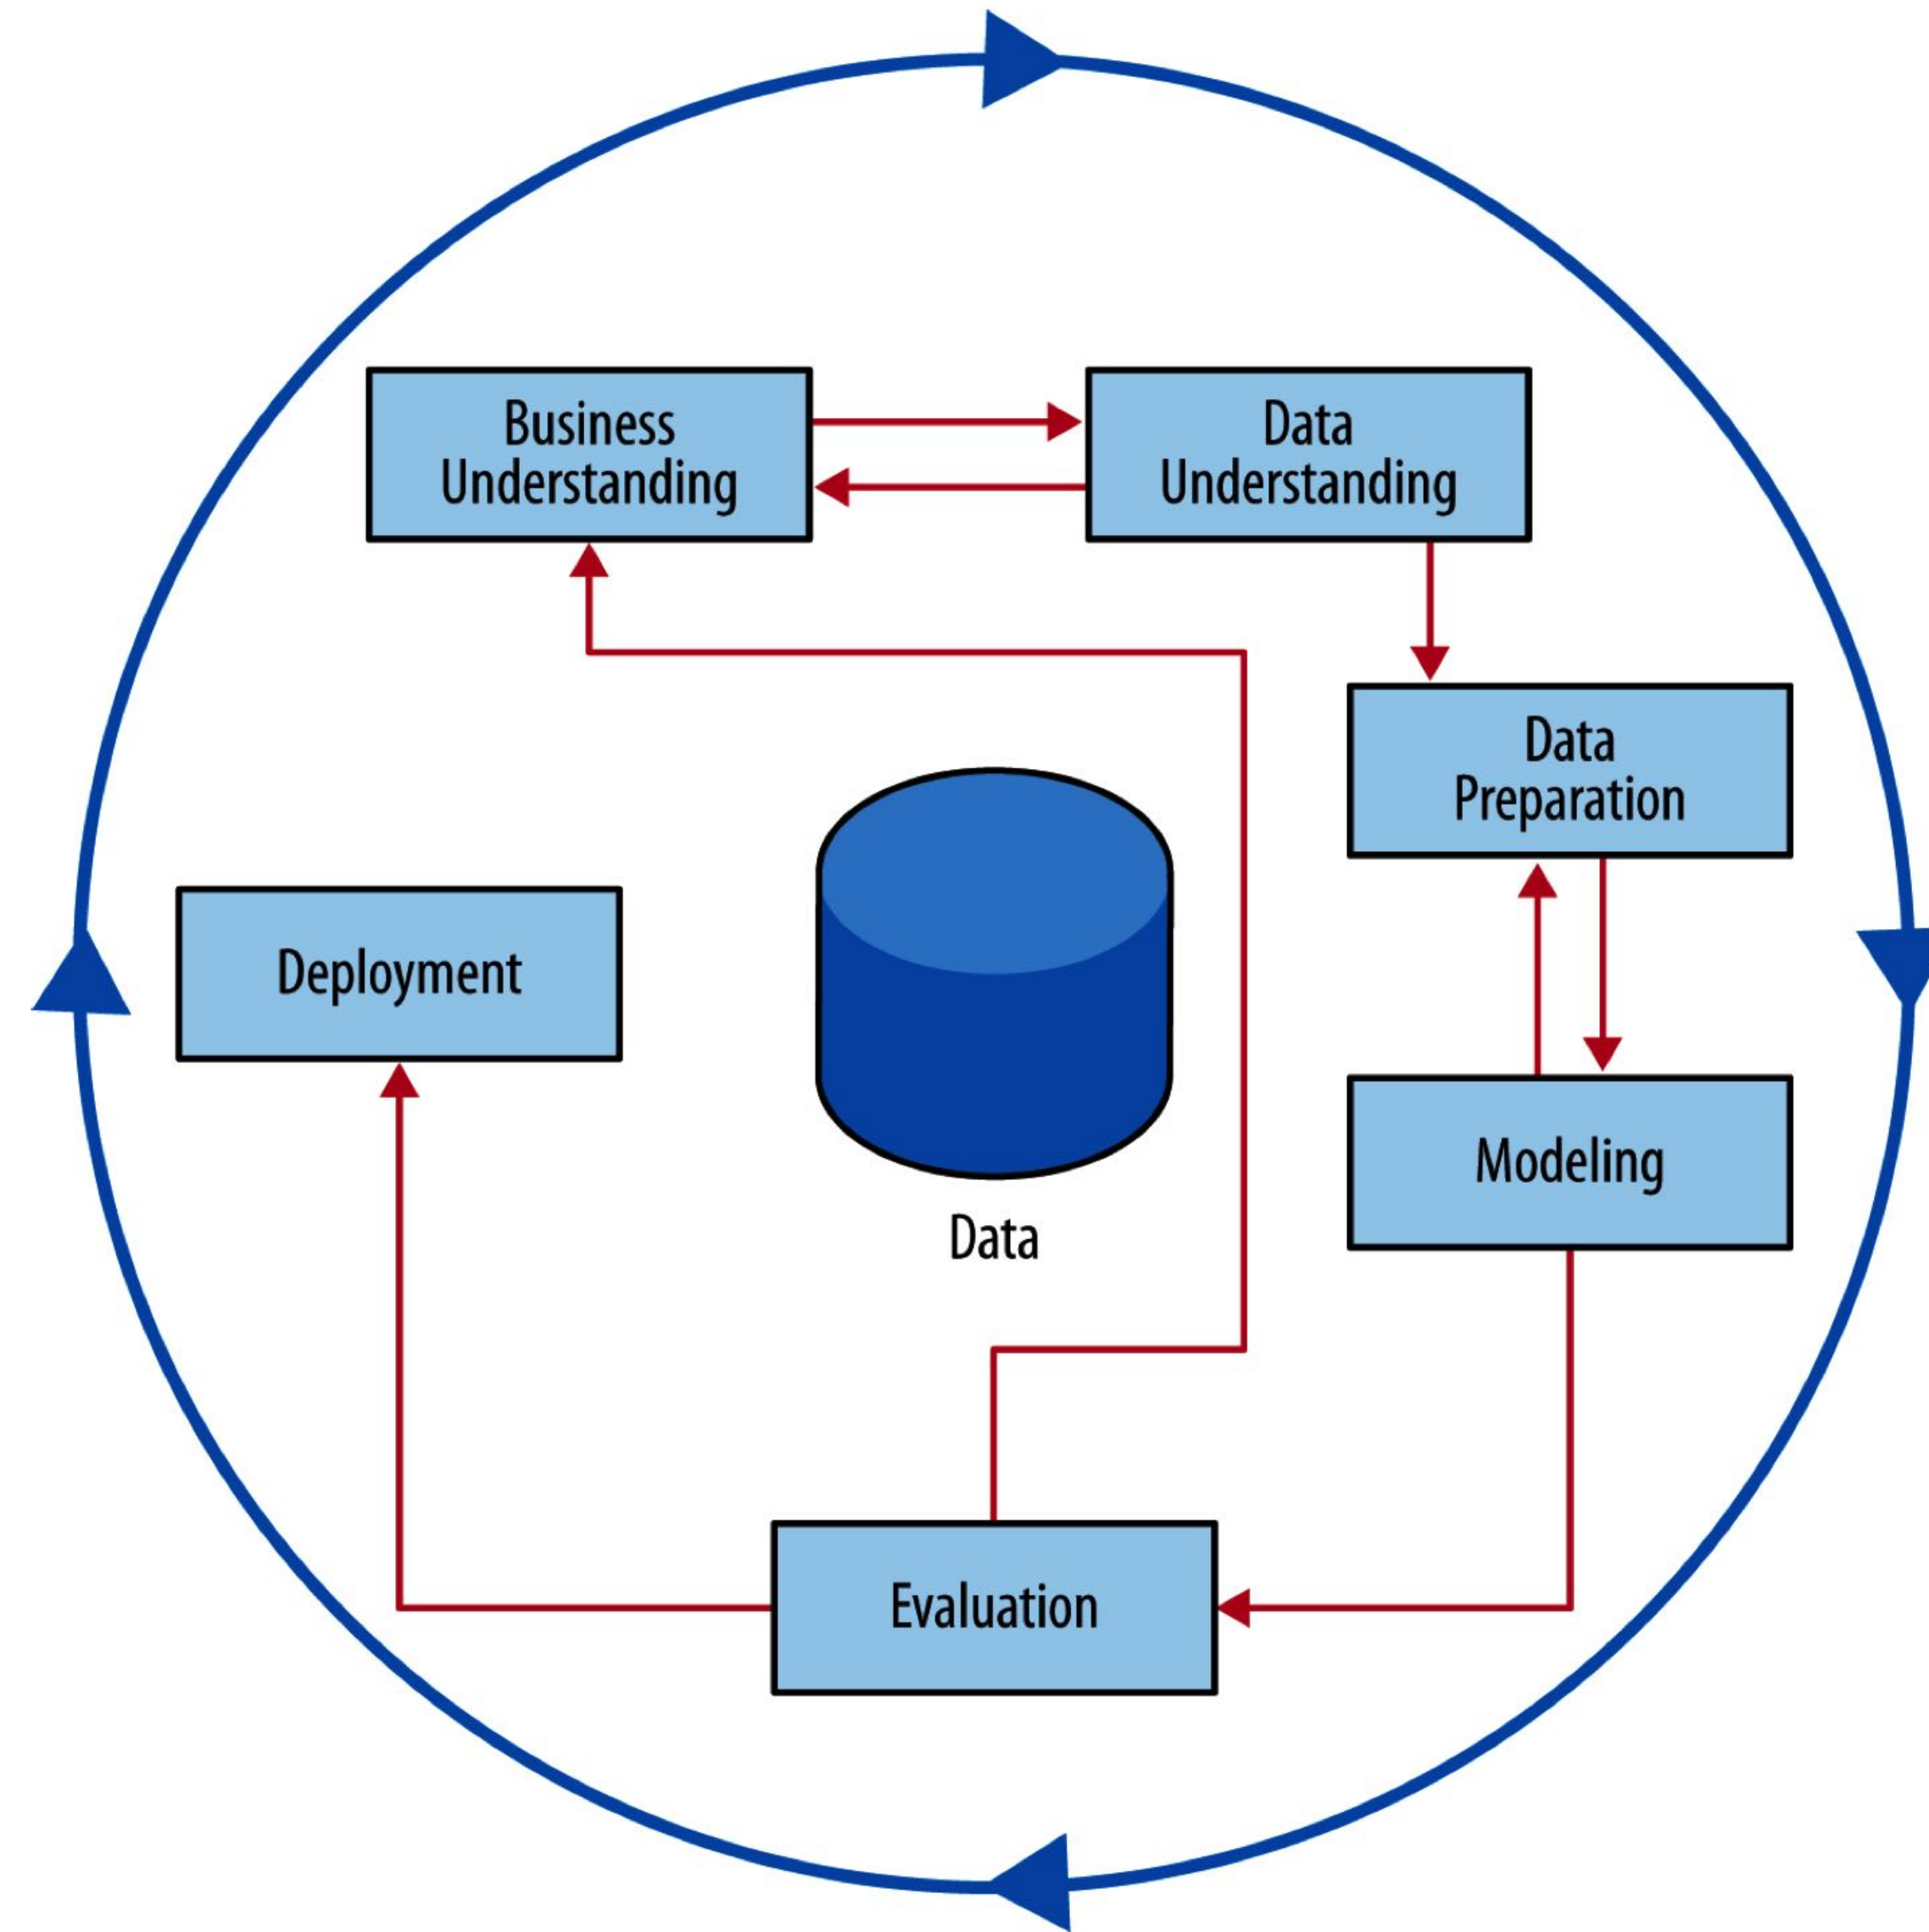 Business
Understanding
Data
Understanding
Data
Preparation
Deployment
Modeling
Data
Evaluation